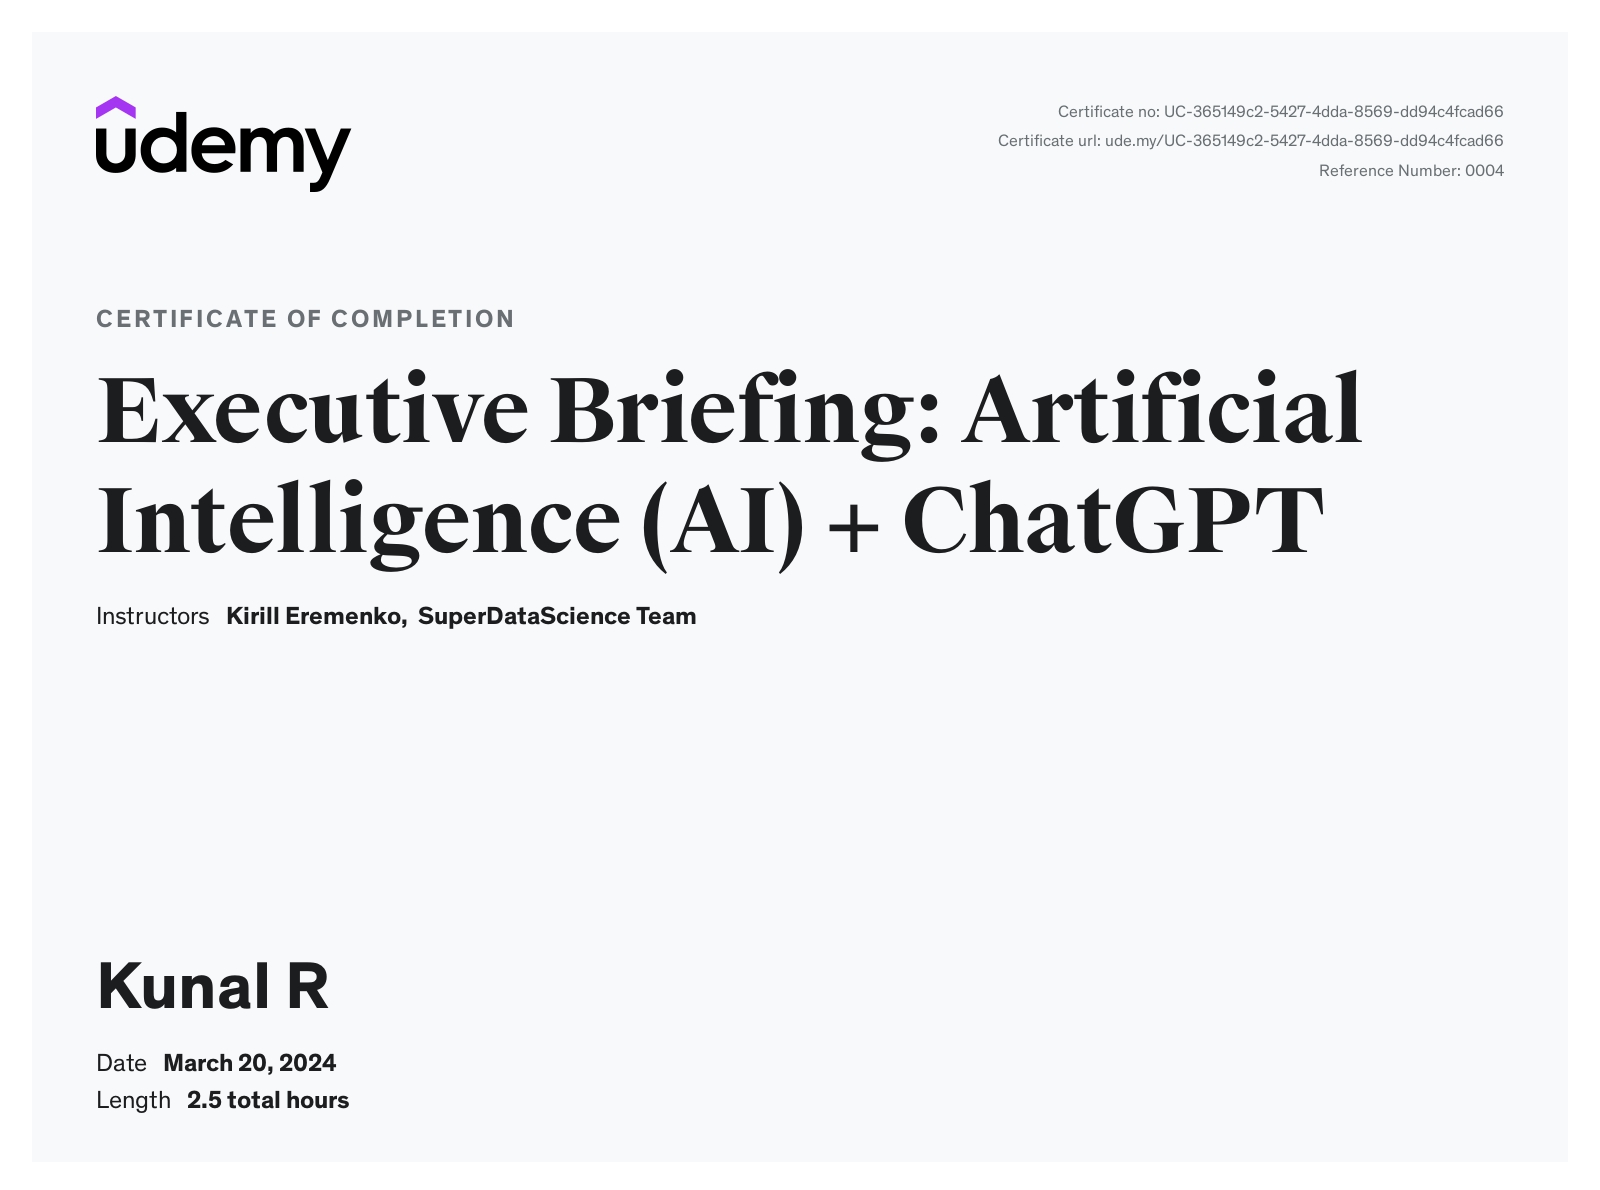 udemy
Certificate no: UC-365149c2-5427-4dda-8569-dd94c4fcad66
Certificate url: ude.my/UC-365149c2-5427-4dda-8569-dd94c4fcad66
Reference Number: 0004
CERTIFICATE OF COMPLETION
Executive Briefing: Artificial
Intelligence (AI) + ChatGPT
Instructors Kirill Eremenko, SuperDataScience Team
Kunal R
Date March 20, 2024
Length 2.5 total hours